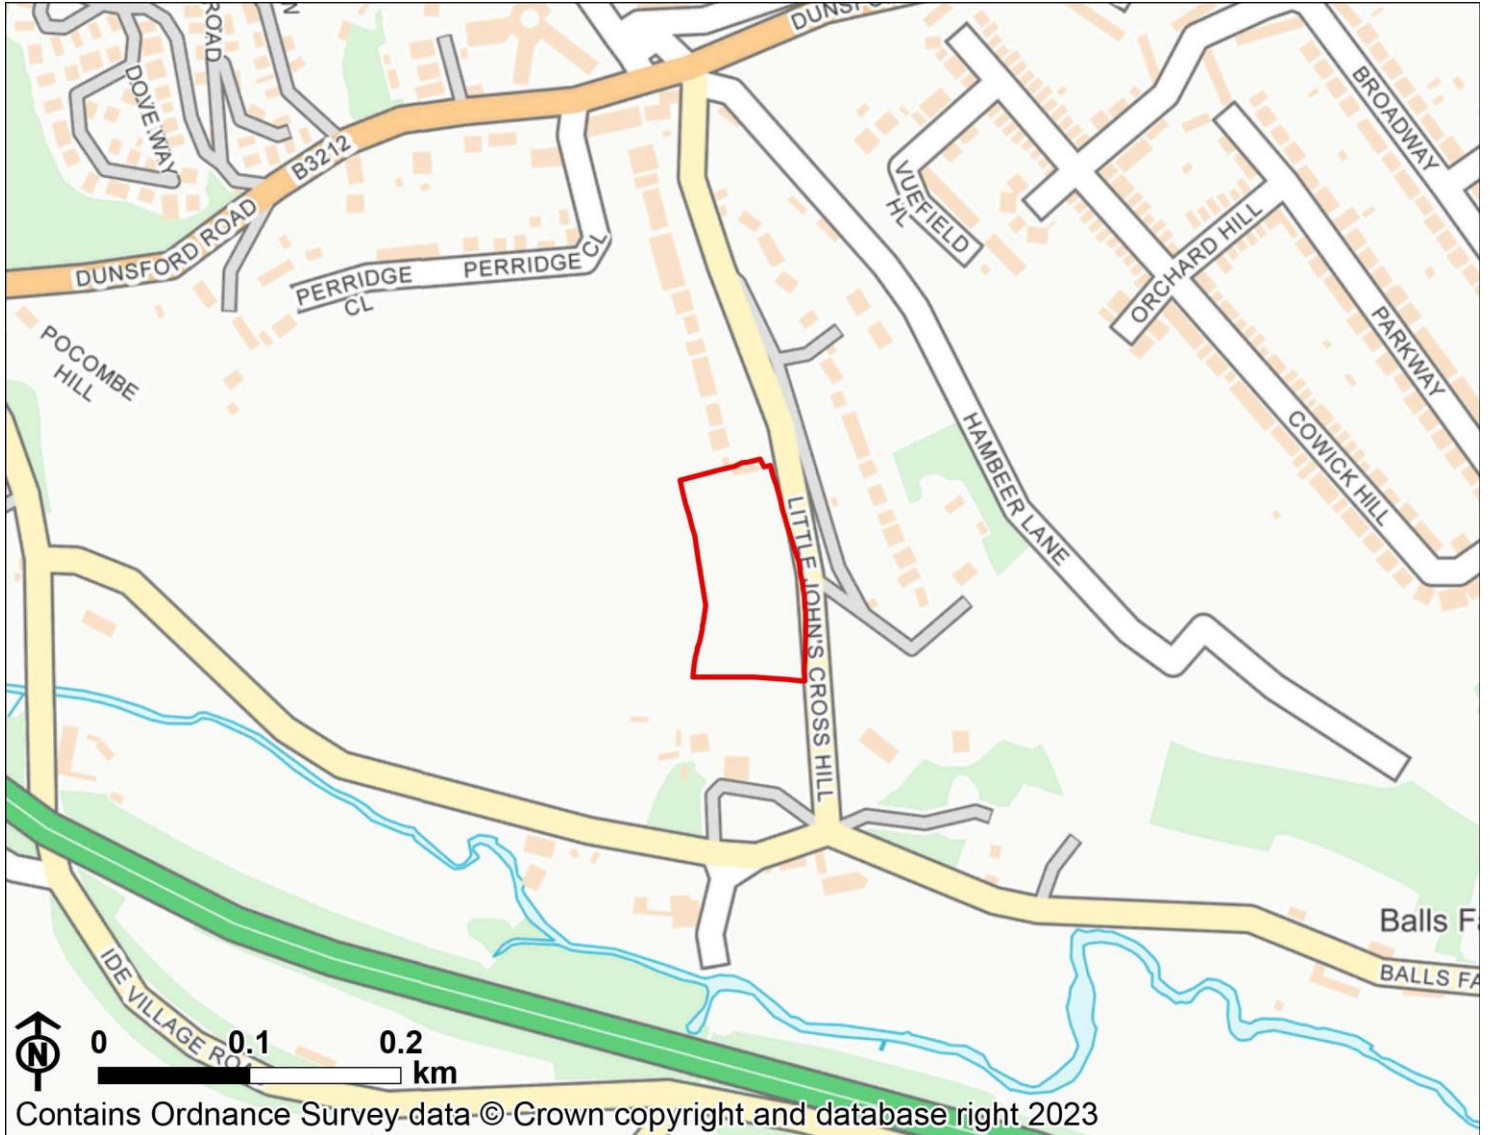 DUNSFO
ROAD
N
DOVE WAY
B3212
DUNSFORD ROAD
PERRIDGE
CL
PERRIDGE
CL
POCOMBE
HILL
BROADWAY
VUEFIELD
HL
ORCHARD HILL
PARKWAY
COWICK HILL
HAMBEER LANE
LITTLE JOHN'S CROSS HILL
Balls Fa
BALLS FA
IDE VILLAGE ROA
N
0 0.1 0.2
km
Contains Ordnance Survey data © Crown copyright and database right 2023